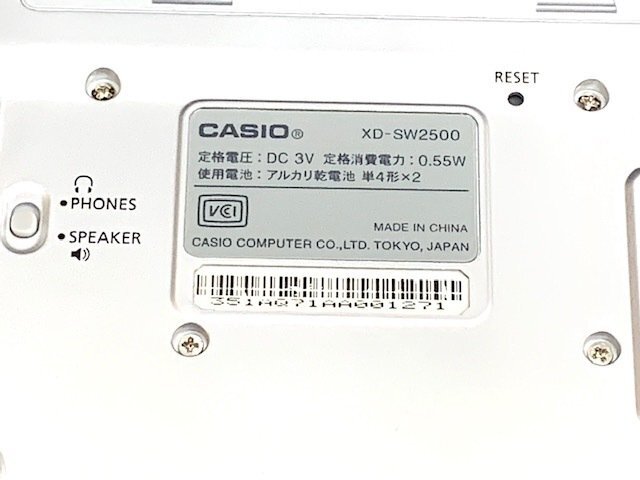 RESET
CASIO® XD-SW2500
定格電圧：DC 3V 定格消費電力：0.55W
使用電池：アルカリ乾電池 単4形×2
VCI
MADE IN CHINA
CASIO COMPUTER CO.,LTD. TOKYO, JAPAN
•PHONES
•SPEAKER
351AQ71AA001271